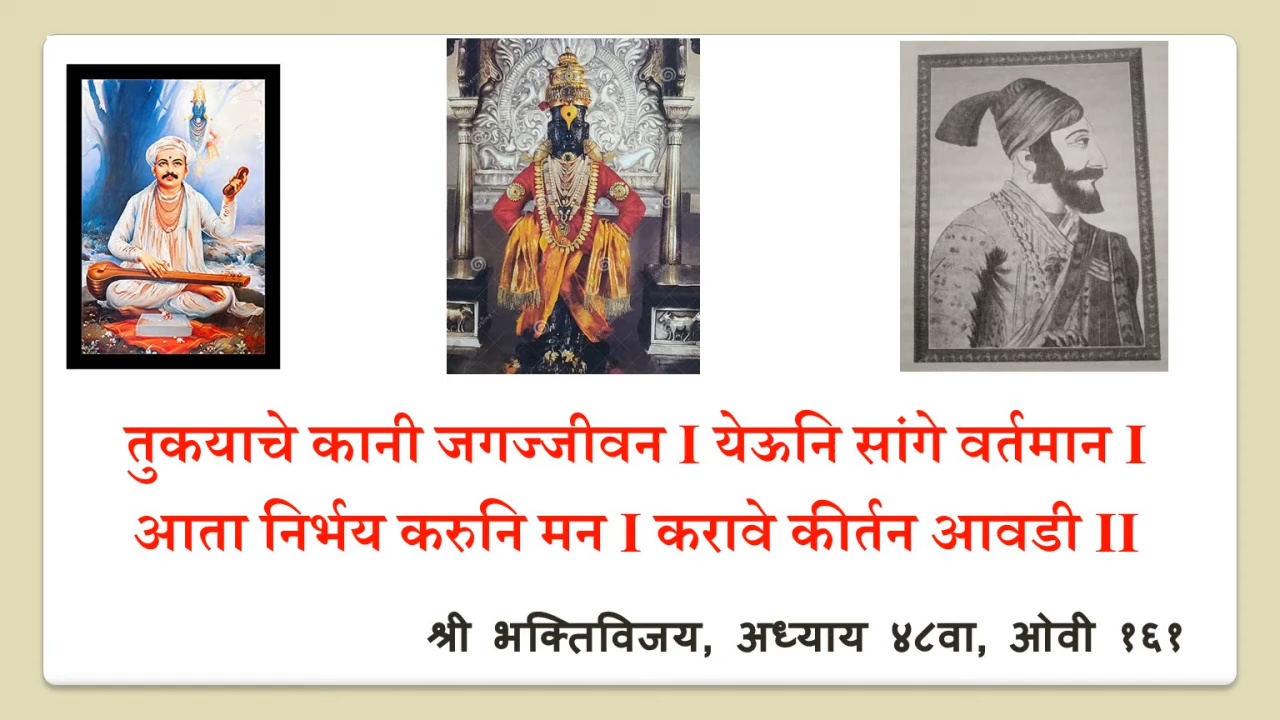 तुकयाचे कानी जगज्जीवन I येऊनि सांगे वर्तमान I
आता निर्भय करुनि मन I करावे कीर्तन आवडी II
श्री भक्तिविजय, अध्याय ४८वा, ओवी १६१